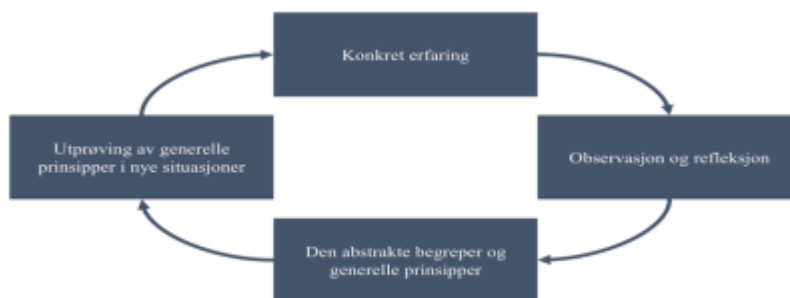 Konkret erfaring
Observasjon og refleksjon
Den abstrakte begreper og
generelle prinsipper
Utprøving av generelle
prinsipper i nye situasjoner